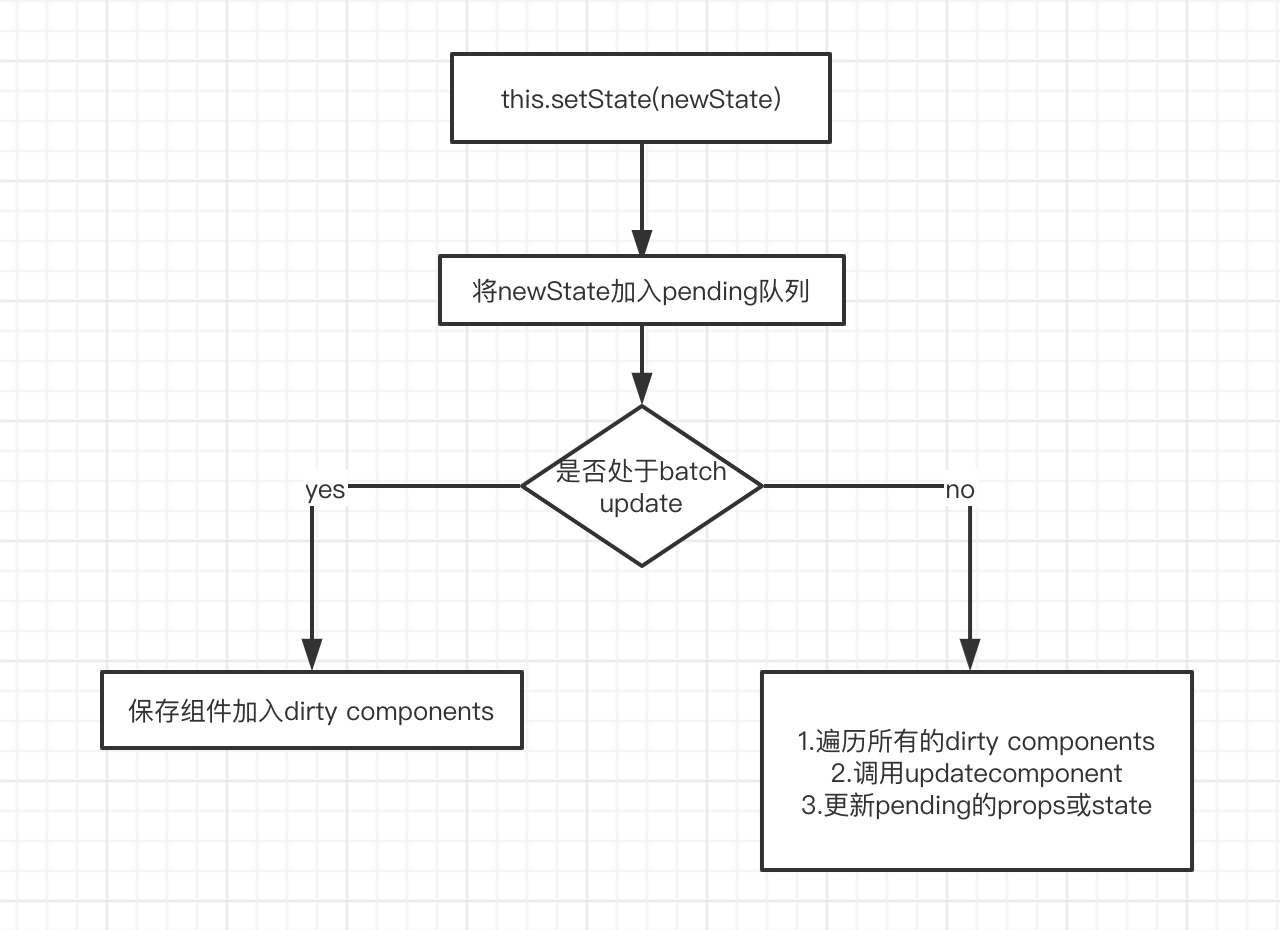 this.setState(newState)
将newState加入pending队列
是否处于batch
update
yes
no
保存组件加入dirty components
1.遍历所有的dirty components
2.调用updatecomponent
3.更新pending的props或state